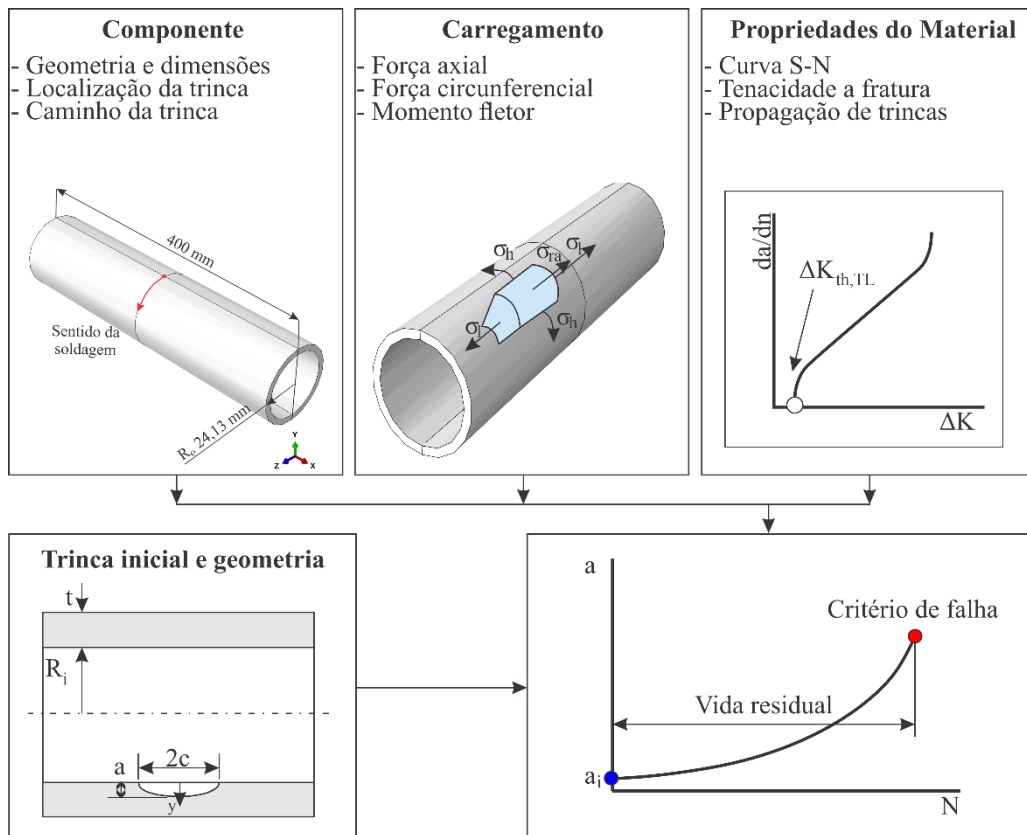 Componente
- Geometria e dimensões
- Localização da trinca
- Caminho da trinca
400 mm
Sentido da
soldagem
Rₒ 24,13 mm
Y
Z
X
Carregamento
- Força axial
- Força circunferencial
- Momento fletor
σh
σra
σl
σl
σh
Propriedades do Material
- Curva S-N
- Tenacidade a fratura
- Propagação de trincas
da/dn
ΔKth,TL
ΔK
Trinca inicial e geometria
t
Ri
a
2c
y
a
Critério de falha
Vida residual
ai
N